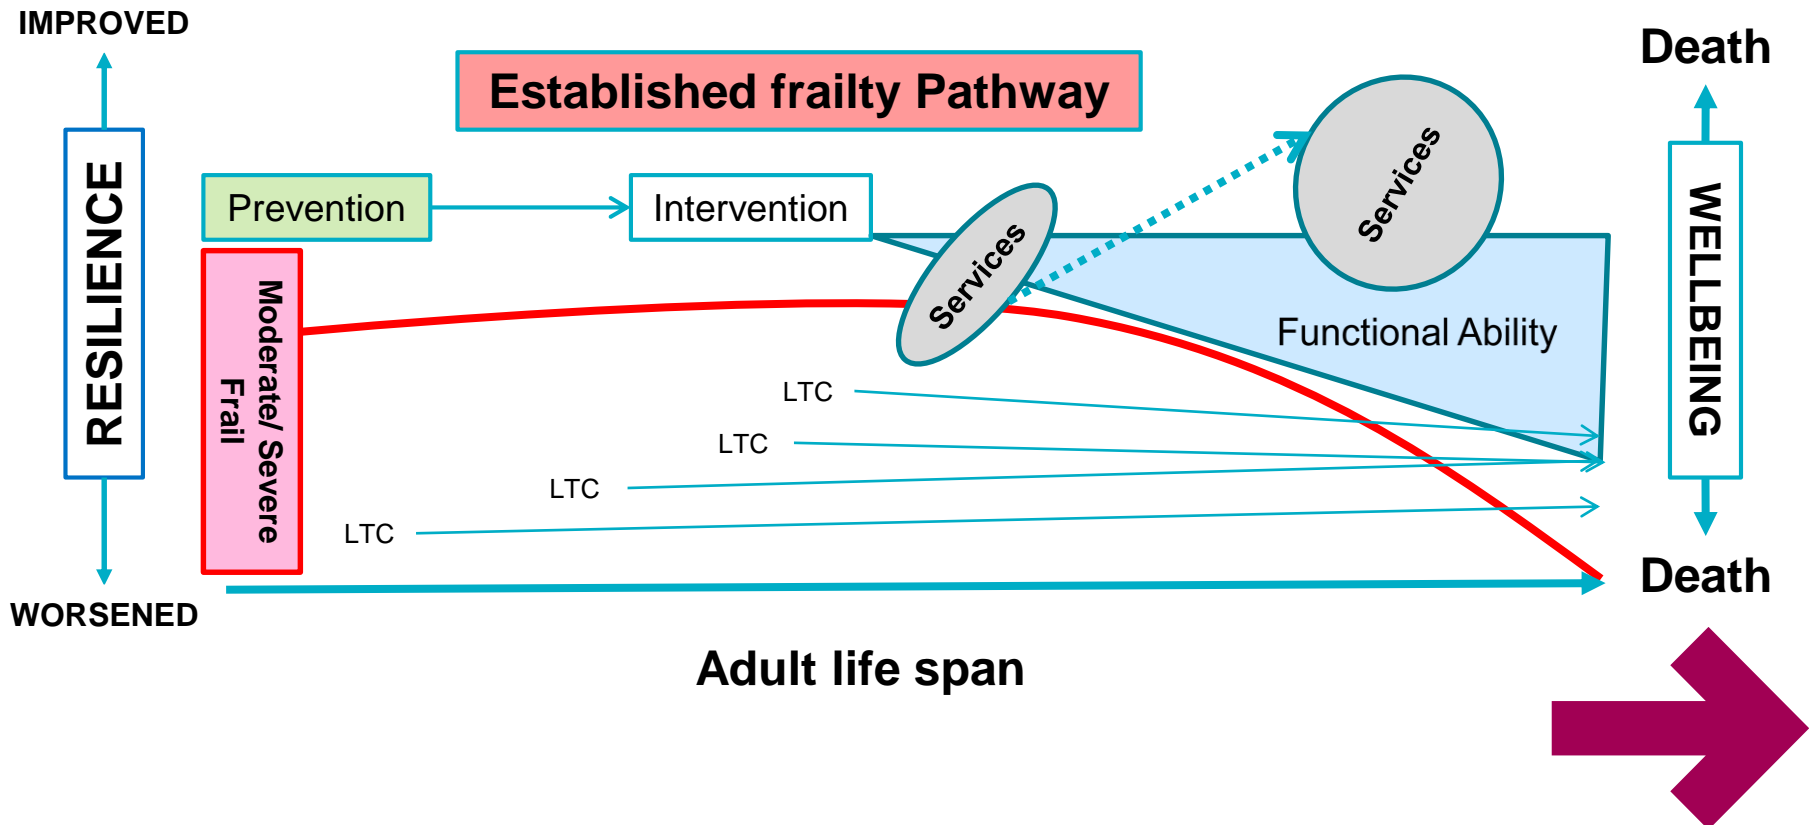 IMPROVED
Death
Established frailty Pathway
RESILIENCE
Prevention
Intervention
Services
Services
WELLBEING
Moderate/ Severe
Frail
Functional Ability
LTC
LTC
LTC
LTC
Death
WORSENED
Adult life span